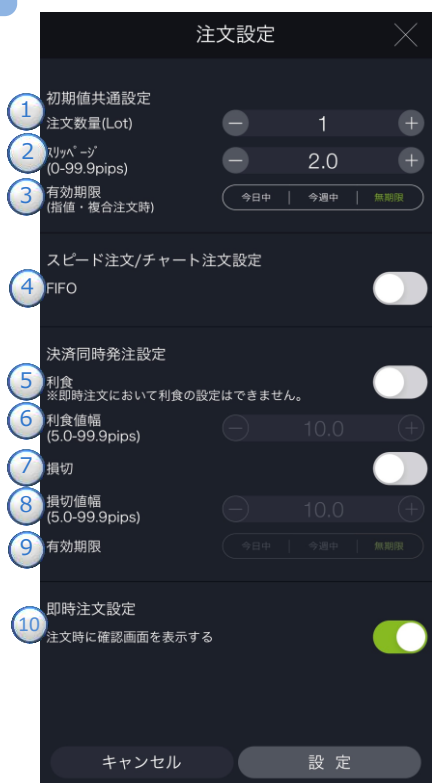 注文設定
初期値共通設定
1 注文数量(Lot) 1
2 ｽﾘｯﾍﾟｰｼﾞ
(0-99.9pips) 2.0
3 有効期限 今日中 今週中 無期限
(指値・複合注文時)
スピード注文/チャート注文設定
4 FIFO
決済同時発注設定
5 利食
※即時注文において利食の設定はできません。
6 利食値幅
(5.0-99.9pips) 10.0
7 損切
8 損切値幅
(5.0-99.9pips) 10.0
9 有効期限 今日中 今週中 無期限
即時注文設定
10 注文時に確認画面を表示する
キャンセル 設 定